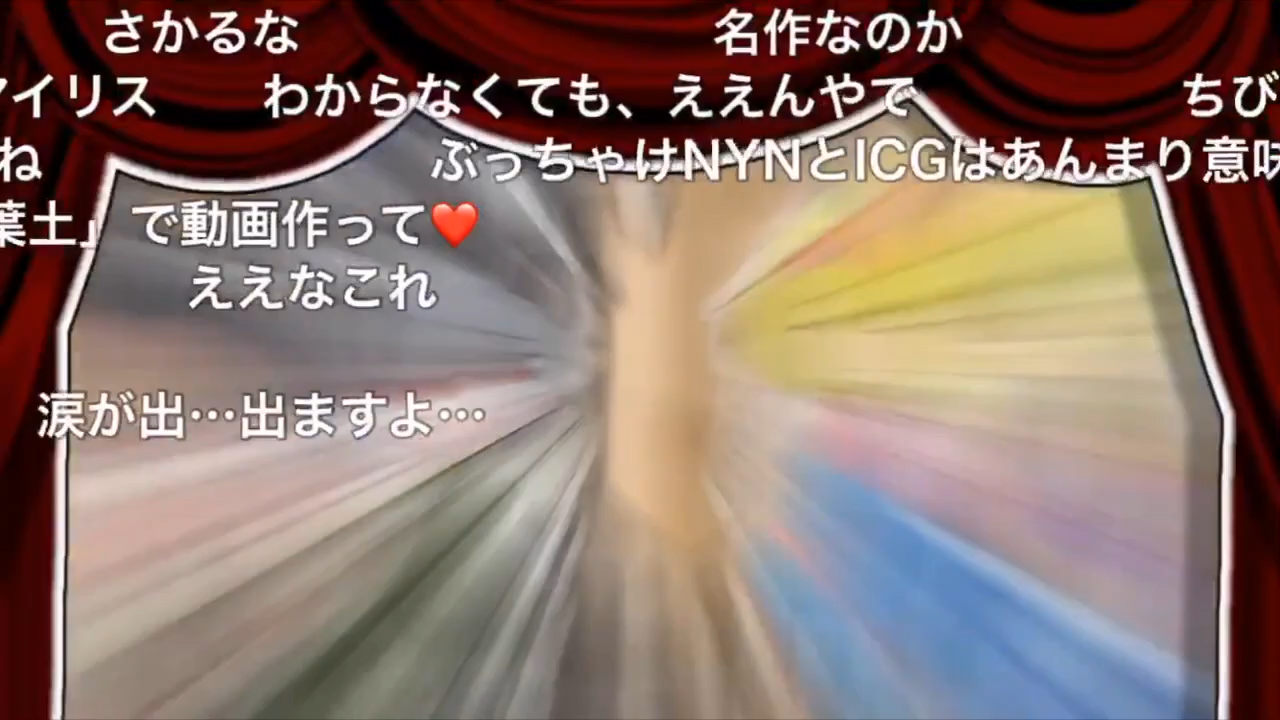 さかるな 名作なのか
イリス わからなくても、ええんやで ちび
ね ぶっちゃけNYNとICGはあんまり意味
葉土」で動画作って❤️
ええなこれ
涙が出…出ますよ…